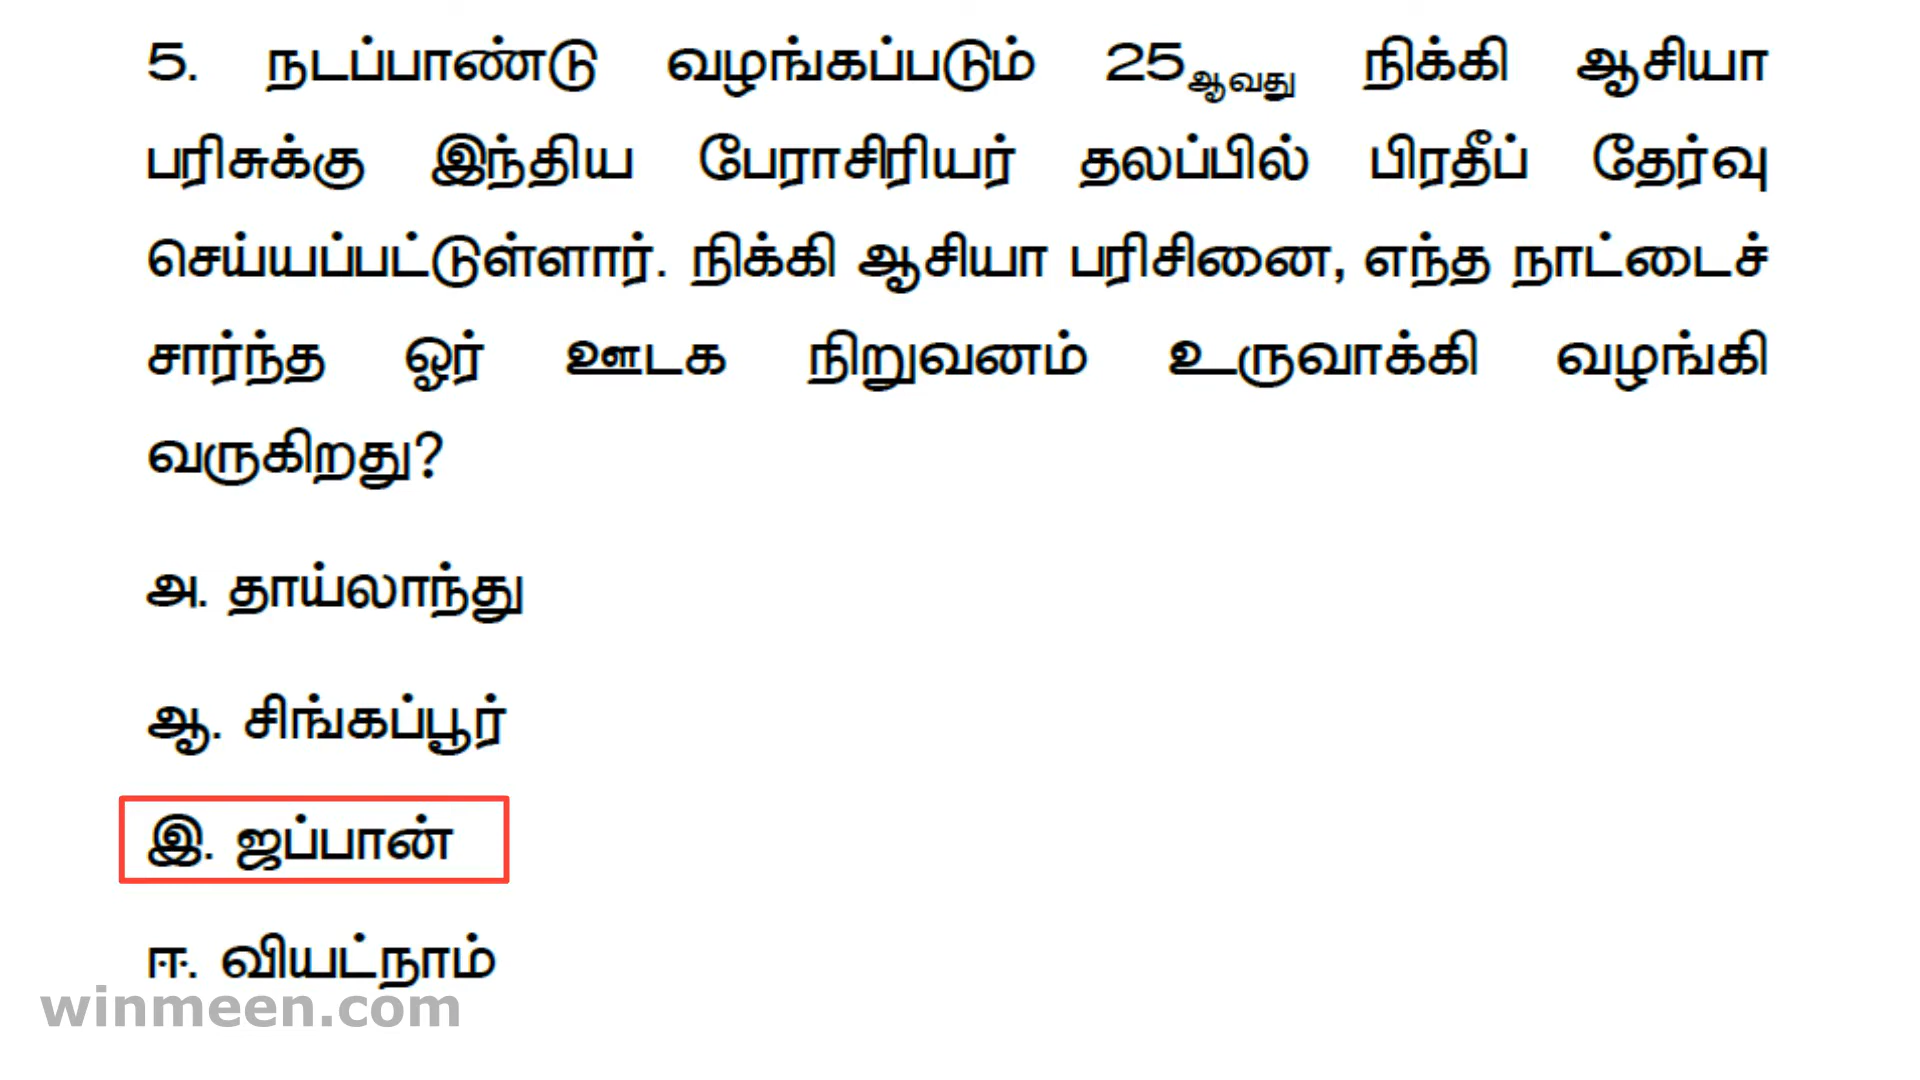 5. நடப்பாண்டு வழங்கப்படும் 25ஆவது நிக்கி ஆசியா
பரிசுக்கு இந்திய பேராசிரியர் தலப்பில் பிரதீப் தேர்வு
செய்யப்பட்டுள்ளார். நிக்கி ஆசியா பரிசினை, எந்த நாட்டைச்
சார்ந்த ஓர் ஊடக நிறுவனம் உருவாக்கி வழங்கி
வருகிறது?
அ. தாய்லாந்து
ஆ. சிங்கப்பூர்
இ. ஜப்பான்
ஈ. வியட்நாம்
winmeen.com